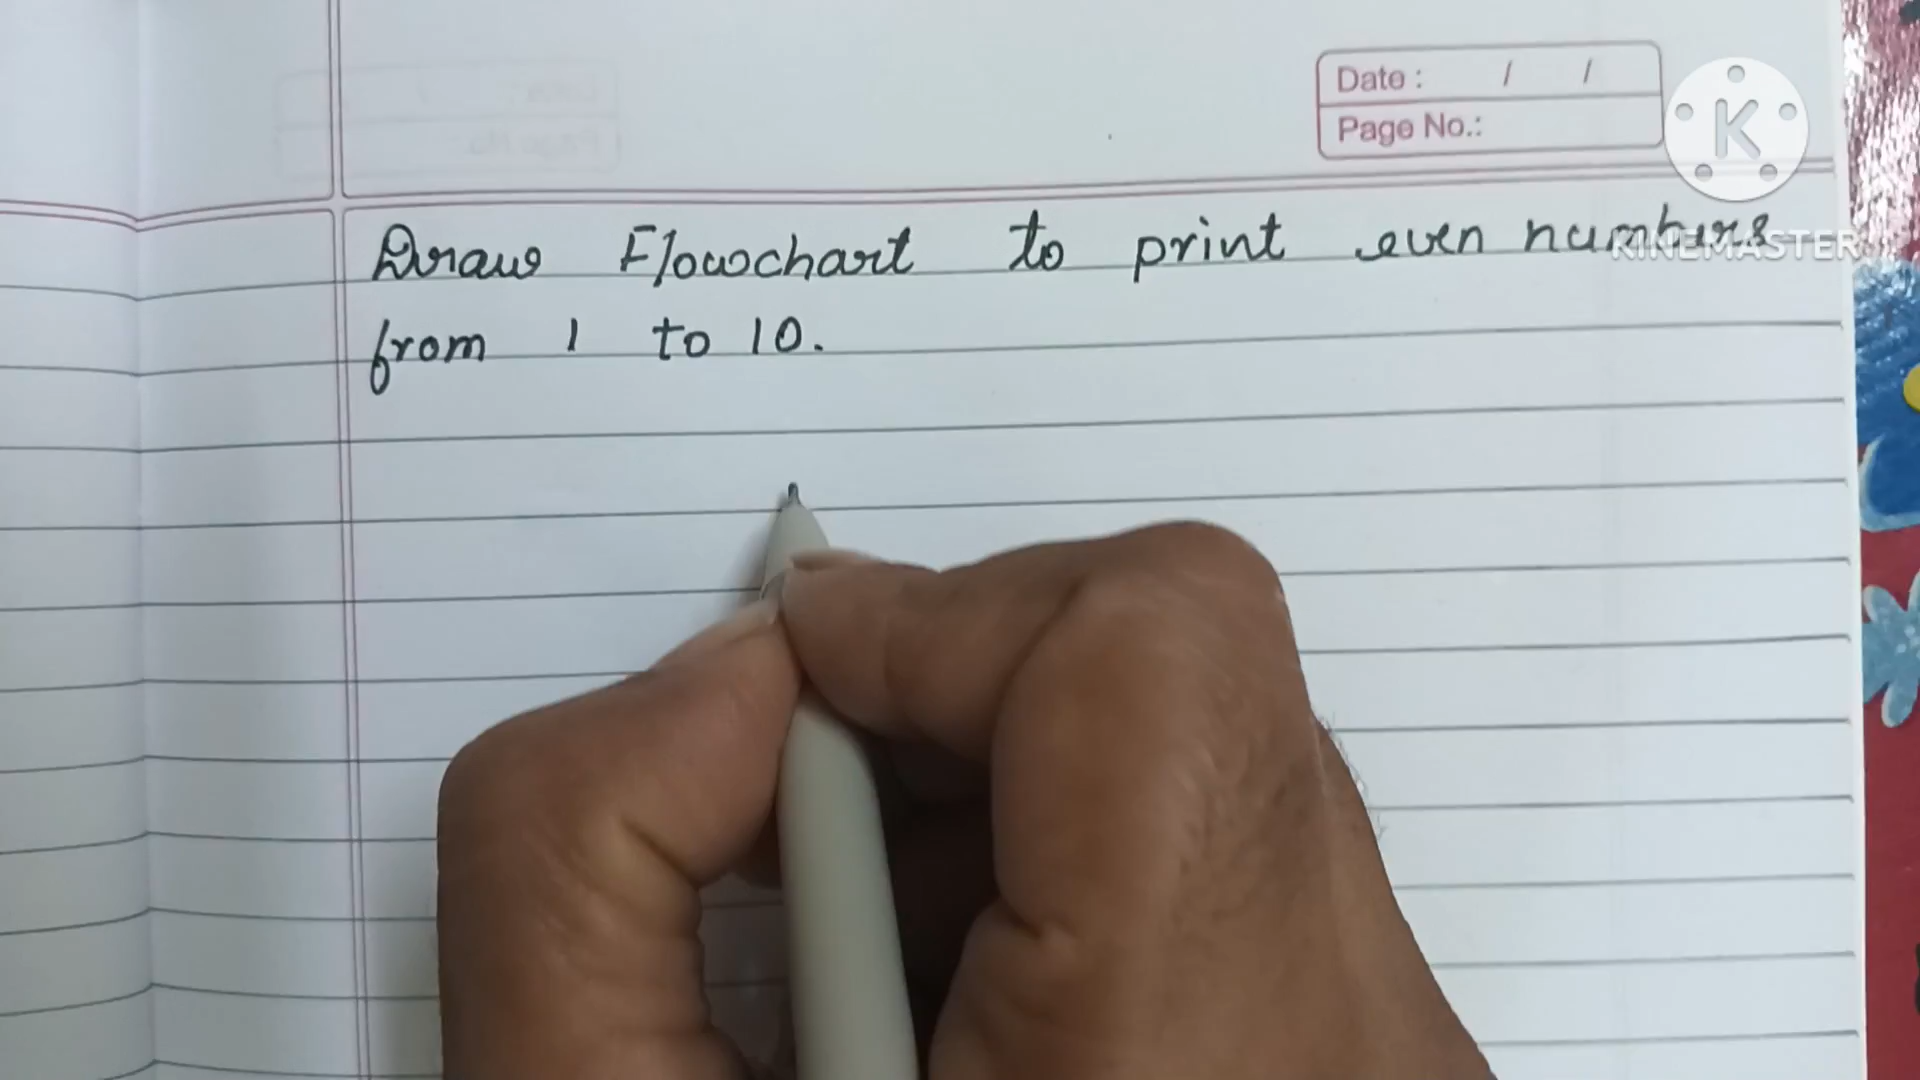 Date : / /
Page No.:
K
KINEMASTER
Draw Flowchart to print even numbers
from 1 to 10.